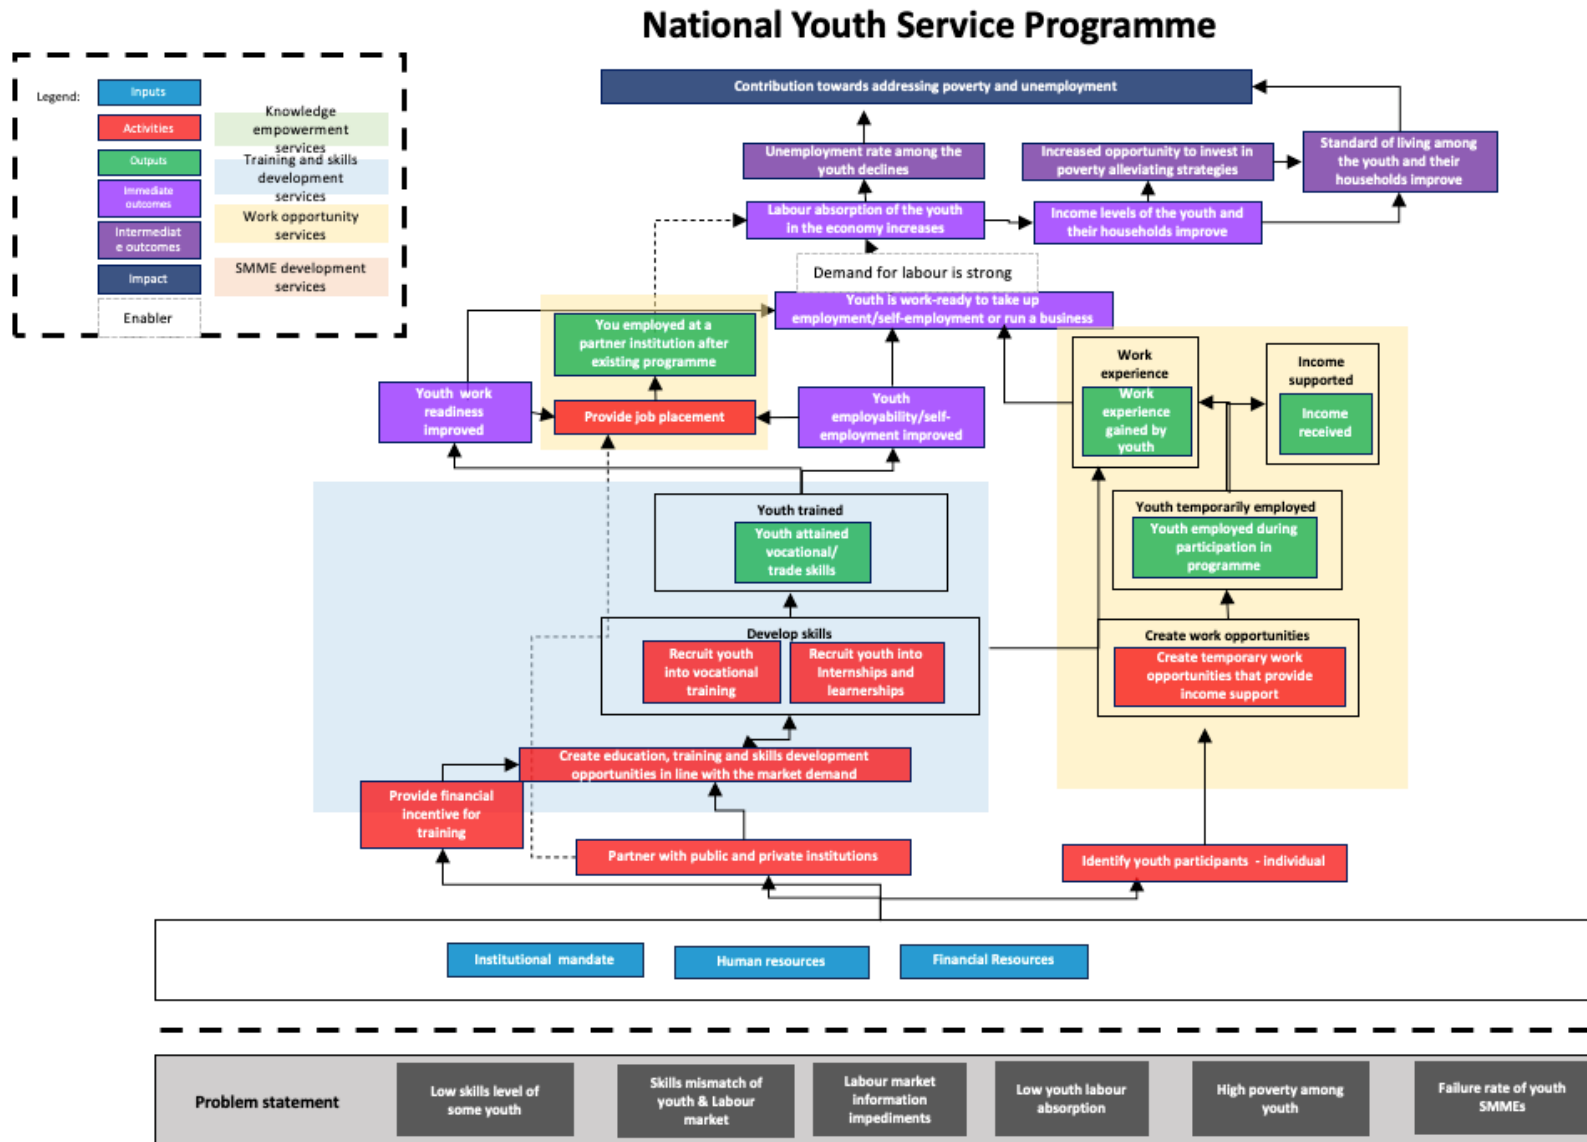 National Youth Service Programme
Legend:
Inputs
Activities
Outputs
Immediate
outcomes
Intermediat
e outcomes
Impact
Enabler
Knowledge
empowerment
services
Training and skills
development
services
Work opportunity
services
SMME development
services
Contribution towards addressing poverty and unemployment
Unemployment rate among the
youth declines
Increased opportunity to invest in
poverty alleviating strategies
Standard of living among
the youth and their
households improve
Labour absorption of the youth
in the economy increases
Income levels of the youth and
their households improve
Demand for labour is strong
Youth is work-ready to take up
employment/self-employment or run a business
You employed at a
partner institution after
existing programme
Youth work
readiness
improved
Provide job placement
Youth
employability/self-
employment improved
Work
experience
Work
experience
gained by
youth
Income
supported
Income
received
Youth trained
Youth attained
vocational/
trade skills
Youth temporarily employed
Youth employed during
participation in
programme
Develop skills
Recruit youth
into vocational
training
Recruit youth into
Internships and
learnerships
Create work opportunities
Create temporary work
opportunities that provide
income support
Create education, training and skills development
opportunities in line with the market demand
Provide financial
incentive for
training
Partner with public and private institutions
Identify youth participants - individual
Institutional mandate
Human resources
Financial Resources
Problem statement
Low skills level of
some youth
Skills mismatch of
youth & Labour
market
Labour market
information
impediments
Low youth labour
absorption
High poverty among
youth
Failure rate of youth
SMMEs